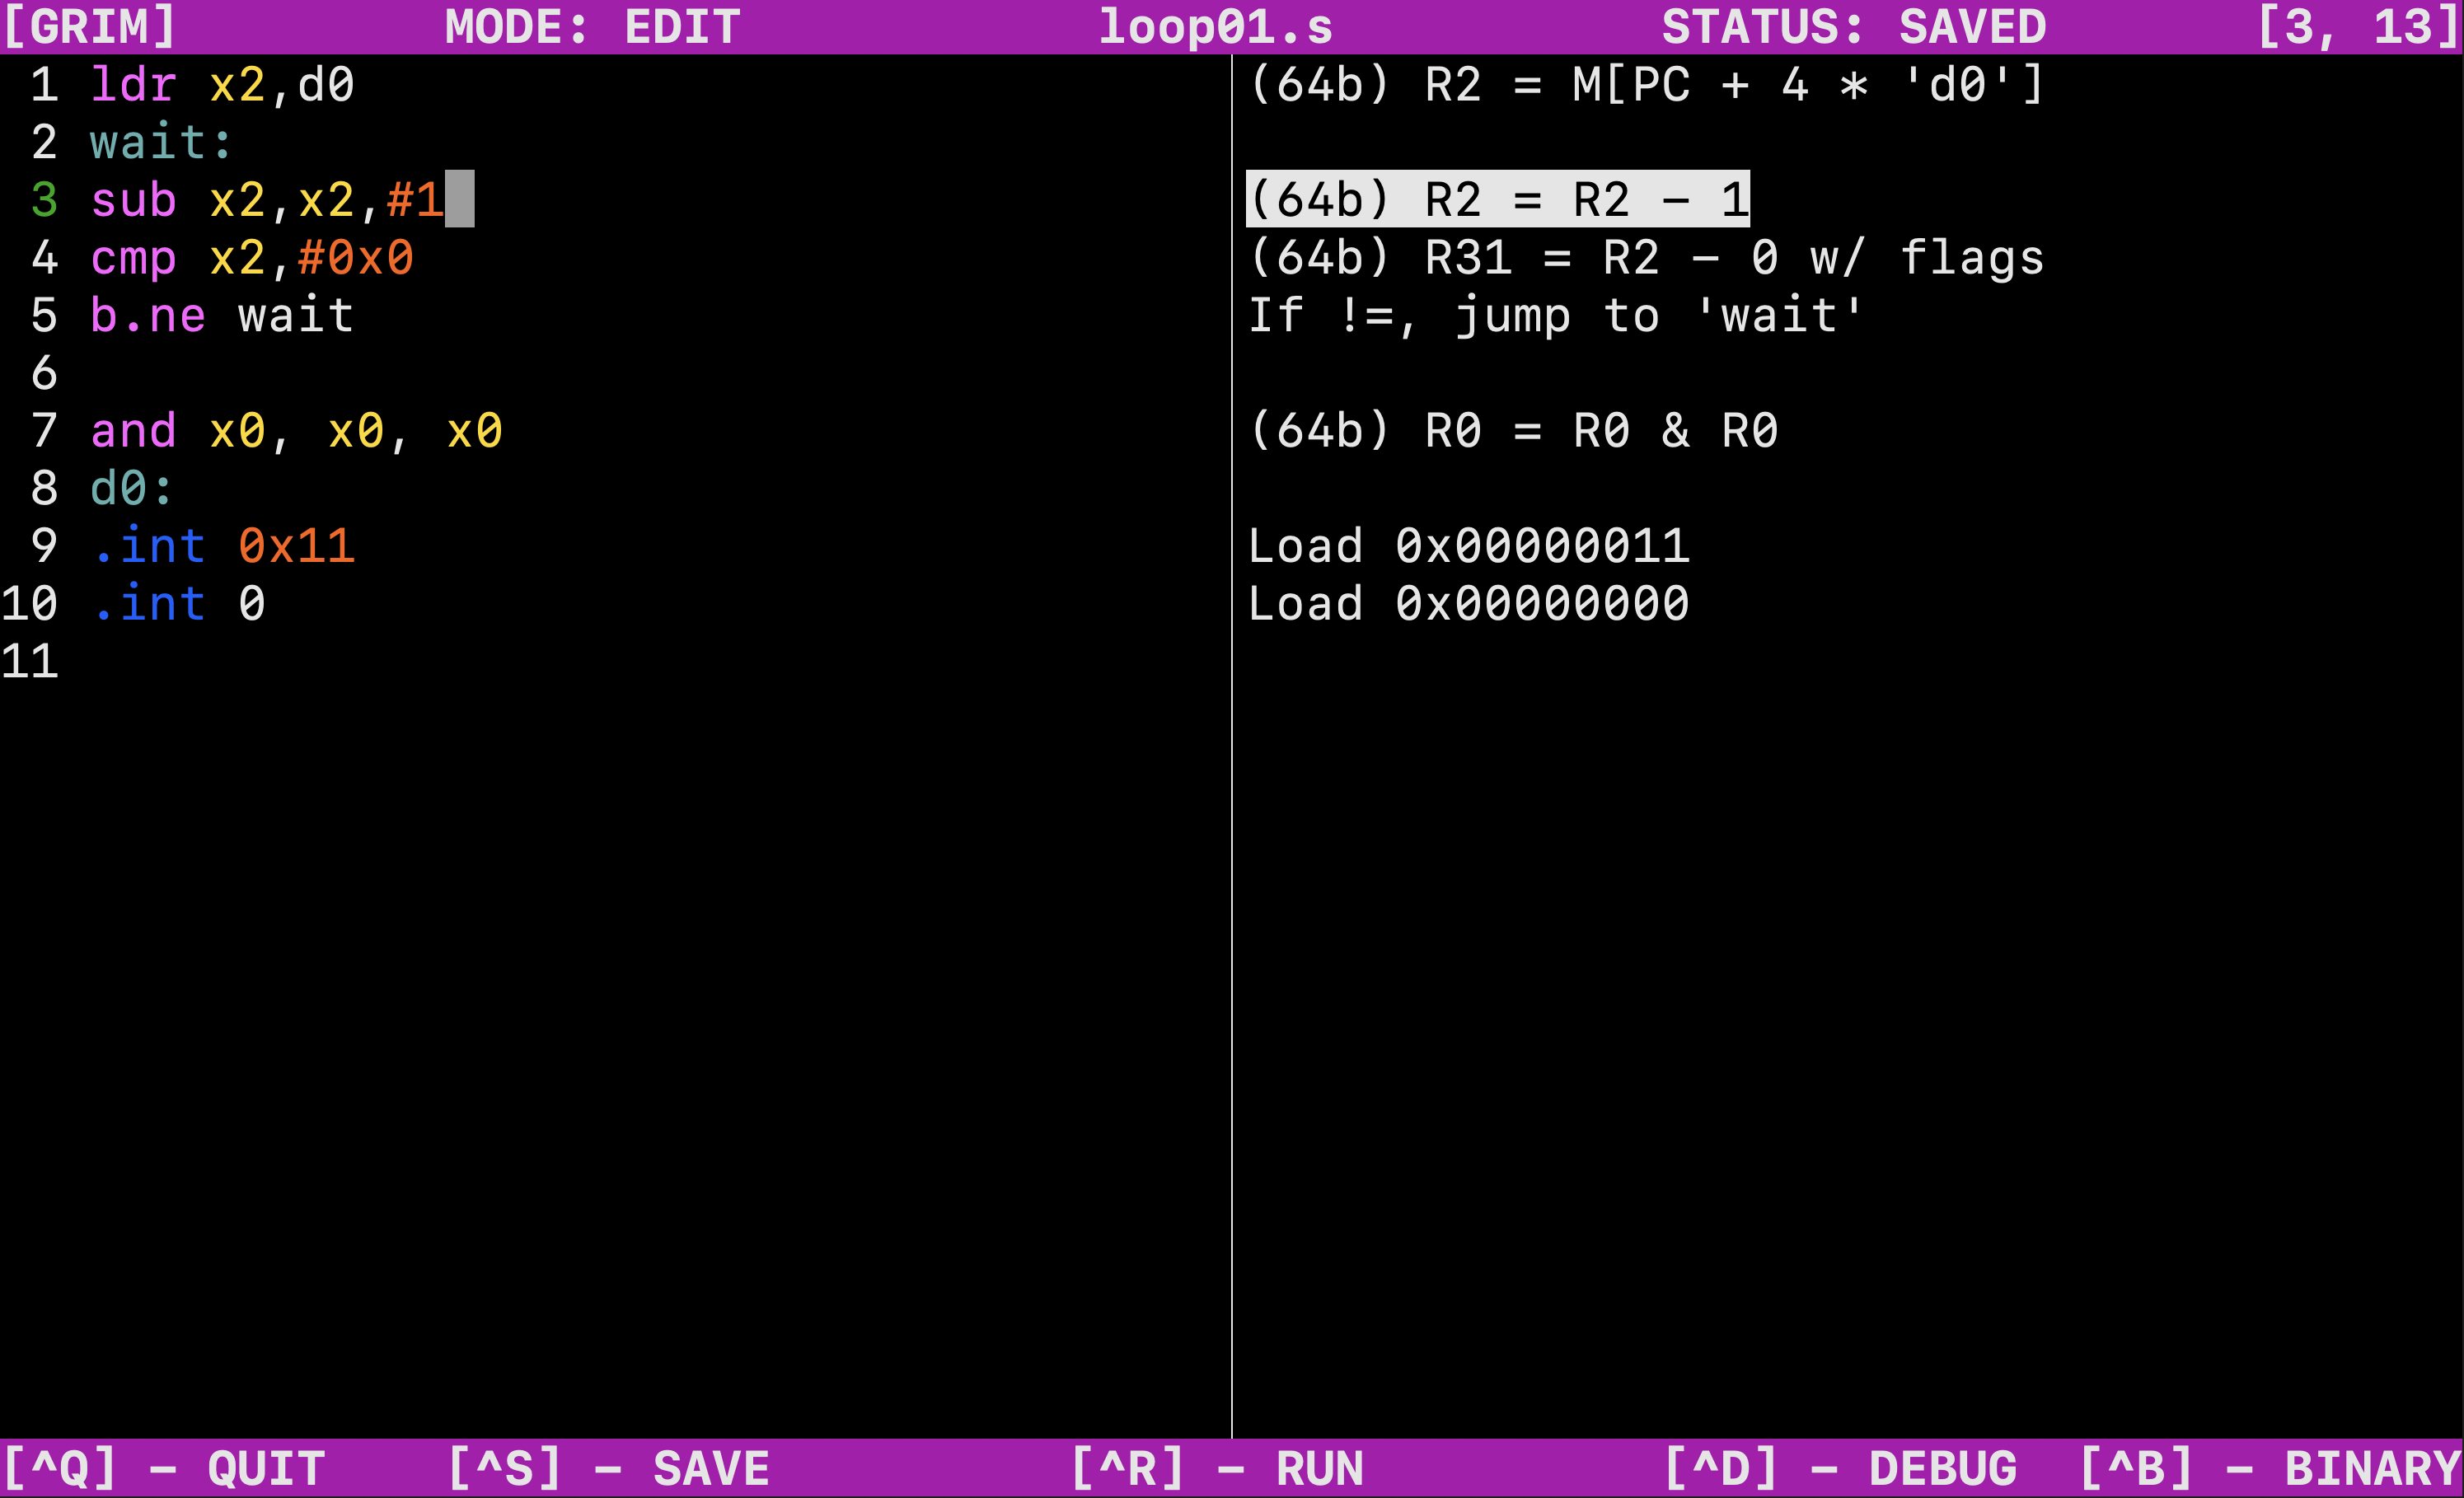 [GRIM] MODE: EDIT loop01.s STATUS: SAVED [3, 13]
1 ldr x2,d0
2 wait:
3 sub x2,x2,#1
4 cmp x2,#0x0
5 b.ne wait
6
7 and x0, x0, x0
8 d0:
9 .int 0x11
10 .int 0
11
(64b) R2 = M[PC + 4 * 'd0']
(64b) R2 = R2 - 1
(64b) R31 = R2 - 0 w/ flags
If !=, jump to 'wait'
(64b) R0 = R0 & R0
Load 0x00000011
Load 0x00000000
[^Q] - QUIT [^S] - SAVE [^R] - RUN [^D] - DEBUG [^B] - BINARY